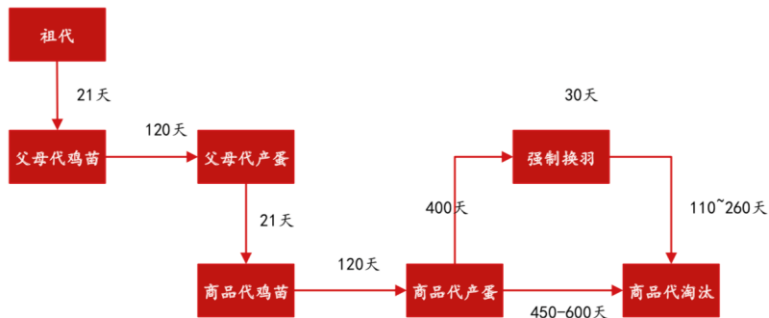 祖代
21天
30天
120天
父母代鸡苗
父母代产蛋
强制换羽
400天
110~260天
21天
120天
商品代鸡苗
商品代产蛋
商品代淘汰
450-600天